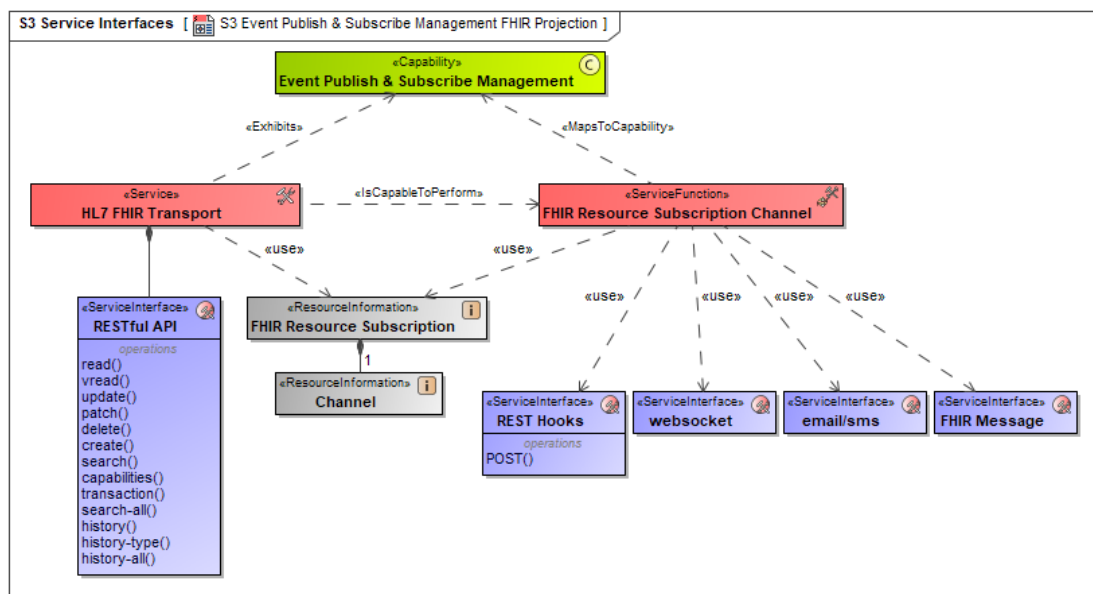 S3 Service Interfaces [ S3 Event Publish & Subscribe Management FHIR Projection ]
«Capability»
C
Event Publish & Subscribe Management
«Exhibits»
«MapsToCapability»
«Service»
HL7 FHIR Transport
«IsCapableToPerform»
«ServiceFunction»
FHIR Resource Subscription Channel
«use»
«use»
«use»
«use»
«use»
«use»
«ServiceInterface»
RESTful API
operations
read()
vread()
update()
patch()
delete()
create()
search()
capabilities()
transaction()
search-all()
history()
history-type()
history-all()
«ResourceInformation»
i
FHIR Resource Subscription
1
«ResourceInformation»
i
Channel
«ServiceInterface»
REST Hooks
operations
POST()
«ServiceInterface»
websocket
«ServiceInterface»
email/sms
«ServiceInterface»
FHIR Message